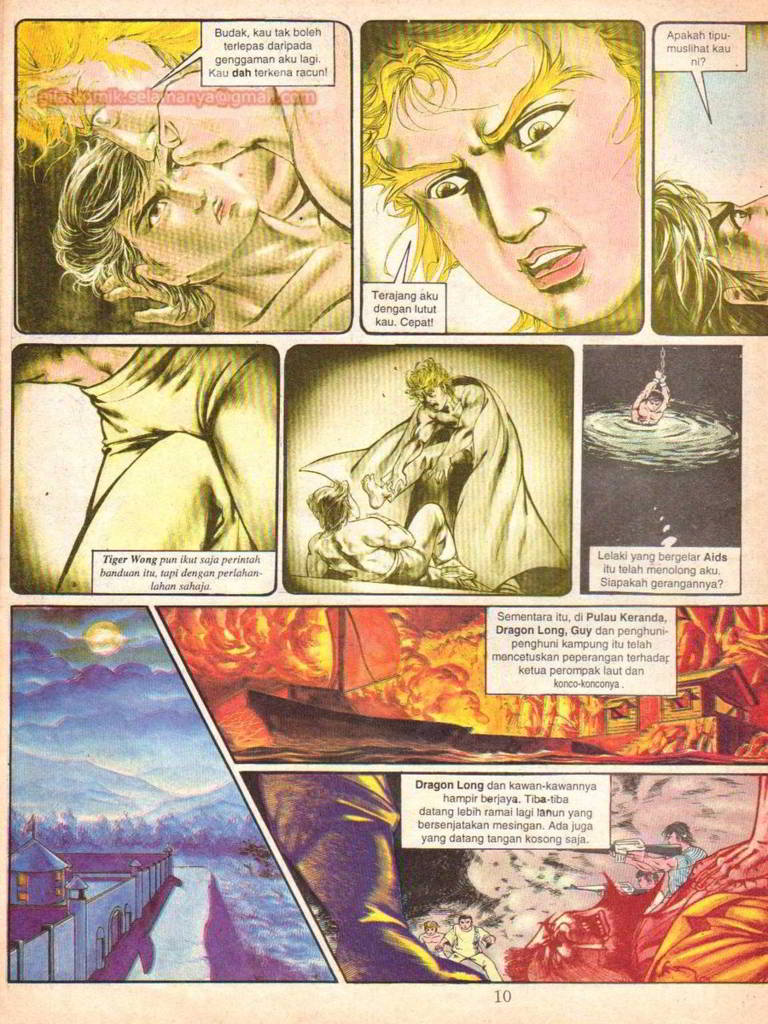 Budak, kau tak boleh
terlepas daripada
genggaman aku lagi.
Kau dah terkena racun!
gilakomik.selamanya@gmail.com
Terajang aku
dengan lutut
kau. Cepat!
Apakah tipu-
muslihat kau
ni?
Tiger Wong pun ikut saja perintah
banduan itu, tapi dengan perlahan-
lahan sahaja.
Lelaki yang bergelar Aids
itu telah menolong aku.
Siapakah gerangannya?
Sementara itu, di Pulau Keranda,
Dragon Long, Guy dan penghuni-
penghuni kampung itu telah
mencetuskan peperangan terhadap
ketua perompak laut dan
konco-konconya.
Dragon Long dan kawan-kawannya
hampir berjaya. Tiba-tiba
datang lebih ramai lagi lanun yang
bersenjatakan mesingan. Ada juga
yang datang tangan kosong saja.
10